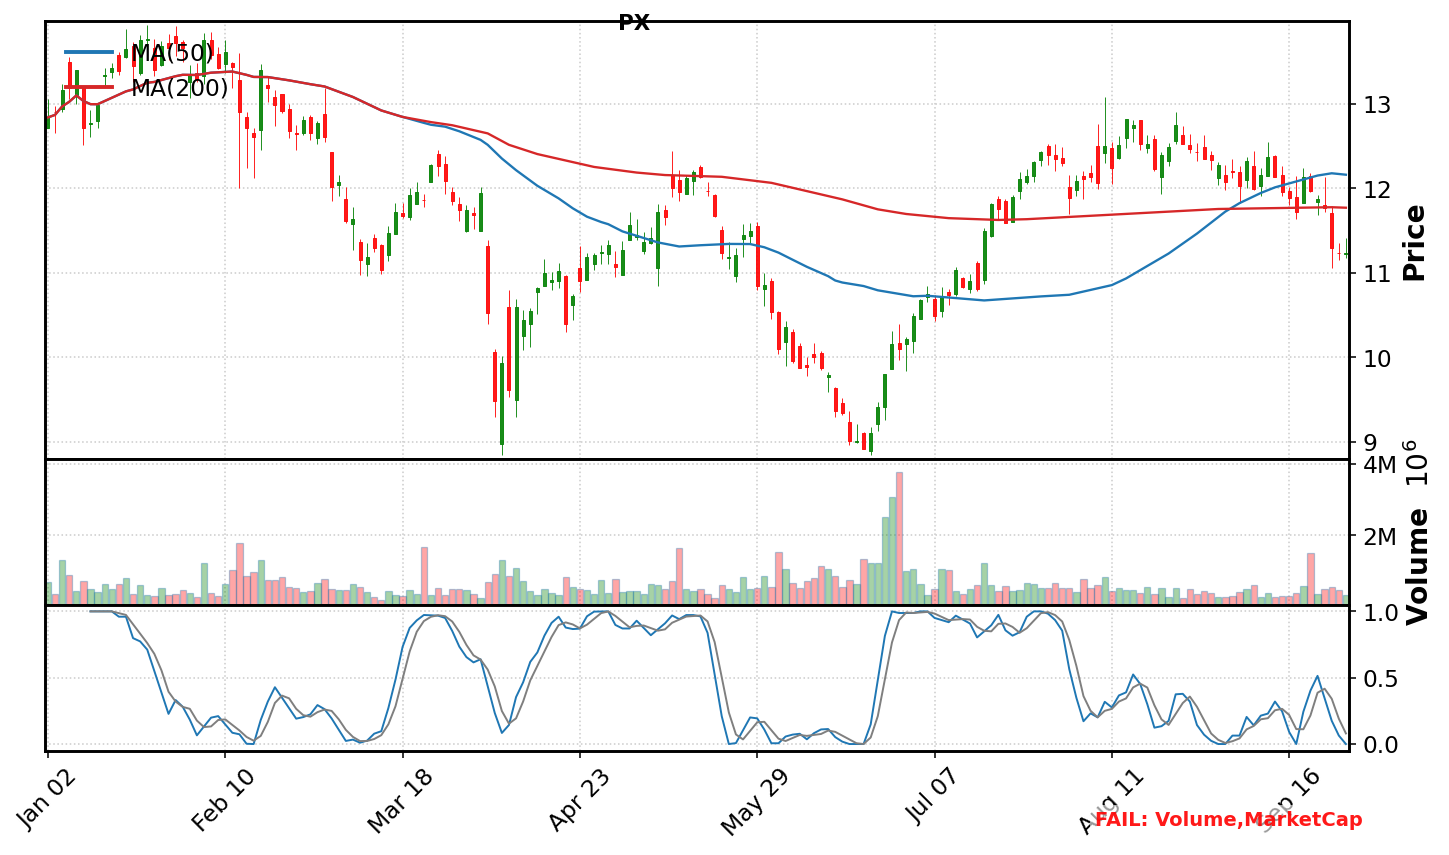 PX
MA(50)
MA(200)
13
12
11
10
9
Price
4M
2M
Volume 10^6
1.0
0.5
0.0
Jan 02
Feb 10
Mar 18
Apr 23
May 29
Jul 07
Aug 11
Sep 16
FAIL: Volume,MarketCap